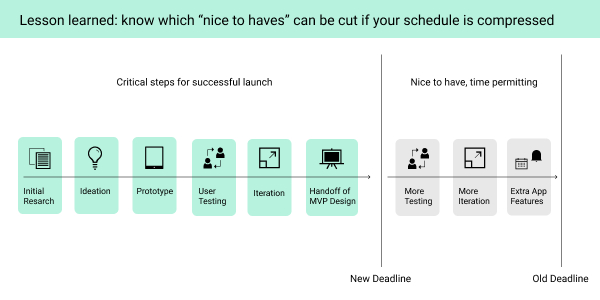 Lesson learned: know which “nice to haves” can be cut if your schedule is compressed
Critical steps for successful launch
Nice to have, time permitting
Initial
Resarch
Ideation
Prototype
User
Testing
Iteration
Handoff of
MVP Design
More
Testing
More
Iteration
Extra App
Features
New Deadline
Old Deadline